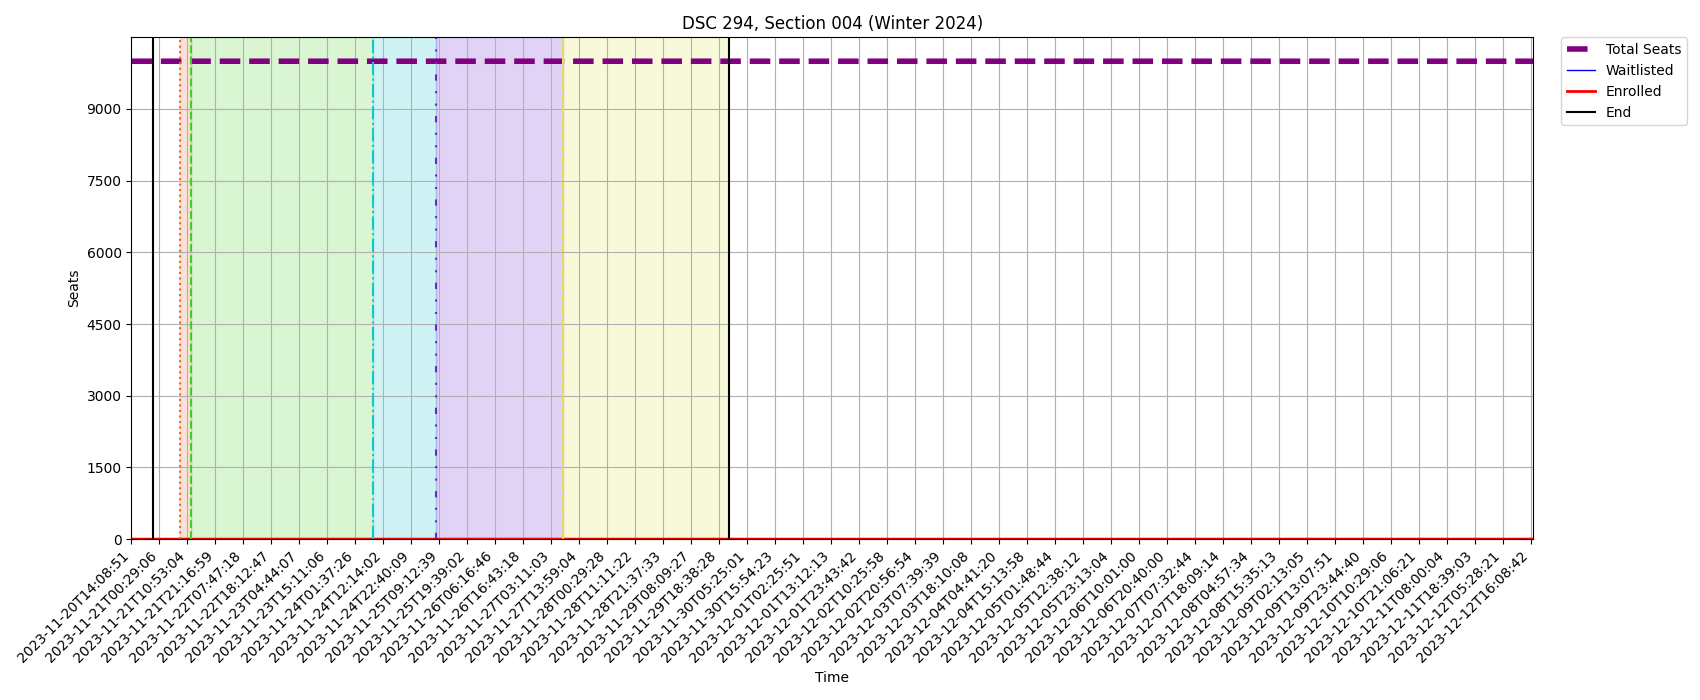 DSC 294, Section 004 (Winter 2024)
Total Seats
Waitlisted
Enrolled
End
Seats
9000
7500
6000
4500
3000
1500
0
2023-11-20T14:08:51
2023-11-21T00:29:06
2023-11-21T10:53:04
2023-11-21T21:16:59
2023-11-22T07:47:18
2023-11-22T18:12:47
2023-11-23T04:44:07
2023-11-23T15:11:06
2023-11-24T01:37:26
2023-11-24T12:14:02
2023-11-24T22:40:09
2023-11-25T09:12:39
2023-11-25T19:39:02
2023-11-26T06:16:46
2023-11-26T16:43:18
2023-11-27T03:11:03
2023-11-27T13:59:04
2023-11-28T00:29:28
2023-11-28T11:11:22
2023-11-28T21:37:33
2023-11-29T08:09:27
2023-11-29T18:38:28
2023-11-30T05:25:01
2023-11-30T15:54:23
2023-12-01T02:25:51
2023-12-01T13:12:13
2023-12-01T23:43:42
2023-12-02T10:25:58
2023-12-02T20:56:54
2023-12-03T07:39:39
2023-12-03T18:10:08
2023-12-04T04:41:20
2023-12-04T15:13:58
2023-12-05T01:48:44
2023-12-05T12:38:12
2023-12-05T23:13:04
2023-12-06T10:01:00
2023-12-06T20:40:00
2023-12-07T07:32:44
2023-12-07T18:09:14
2023-12-08T04:57:34
2023-12-08T15:35:13
2023-12-09T02:13:05
2023-12-09T13:07:51
2023-12-09T23:44:40
2023-12-10T10:29:06
2023-12-10T21:06:21
2023-12-11T08:00:04
2023-12-11T18:39:03
2023-12-12T05:28:21
2023-12-12T16:08:42
Time